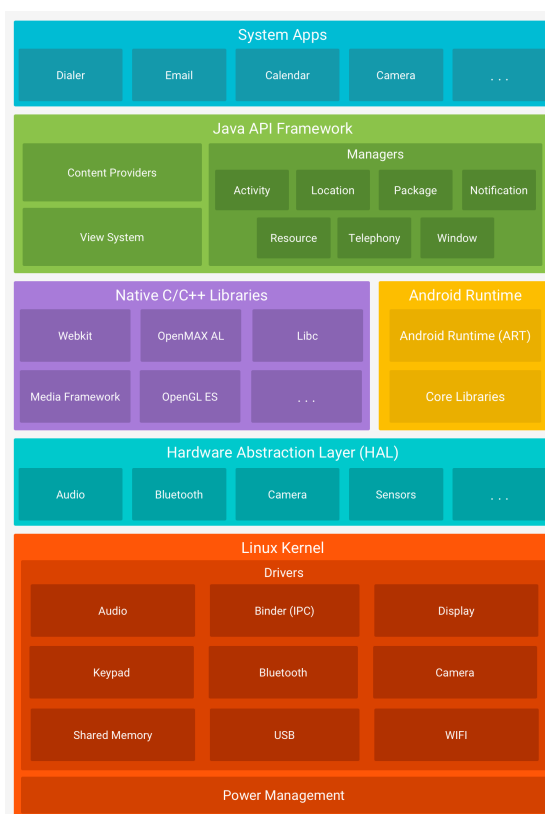 System Apps
Dialer
Email
Calendar
Camera
. . .
Java API Framework
Content Providers
View System
Managers
Activity
Location
Package
Notification
Resource
Telephony
Window
Native C/C++ Libraries
Webkit
OpenMAX AL
Libc
Media Framework
OpenGL ES
. . .
Android Runtime
Android Runtime (ART)
Core Libraries
Hardware Abstraction Layer (HAL)
Audio
Bluetooth
Camera
Sensors
. . .
Linux Kernel
Drivers
Audio
Binder (IPC)
Display
Keypad
Bluetooth
Camera
Shared Memory
USB
WIFI
Power Management